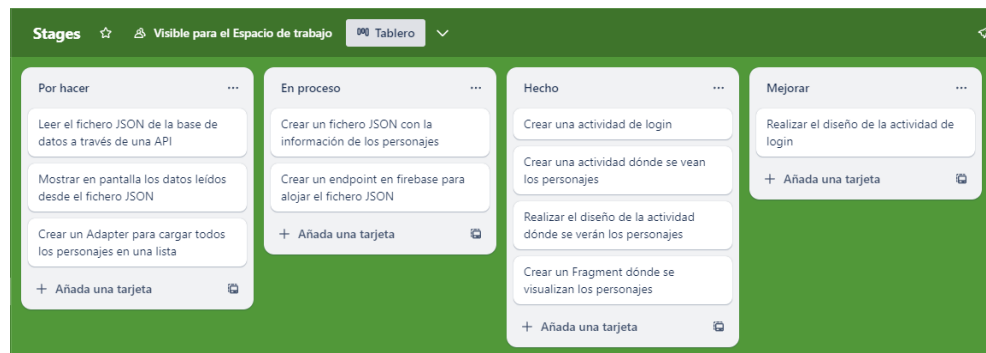 Stages
Visible para el Espacio de trabajo
Tablero
Por hacer
Leer el fichero JSON de la base de
datos a través de una API
Mostrar en pantalla los datos leídos
desde el fichero JSON
Crear un Adapter para cargar todos
los personajes en una lista
+ Añada una tarjeta
En proceso
Crear un fichero JSON con la
información de los personajes
Crear un endpoint en firebase para
alojar el fichero JSON
+ Añada una tarjeta
Hecho
Crear una actividad de login
Crear una actividad dónde se vean
los personajes
Realizar el diseño de la actividad
dónde se verán los personajes
Crear un Fragment dónde se
visualizan los personajes
+ Añada una tarjeta
Mejorar
Realizar el diseño de la actividad de
login
+ Añada una tarjeta